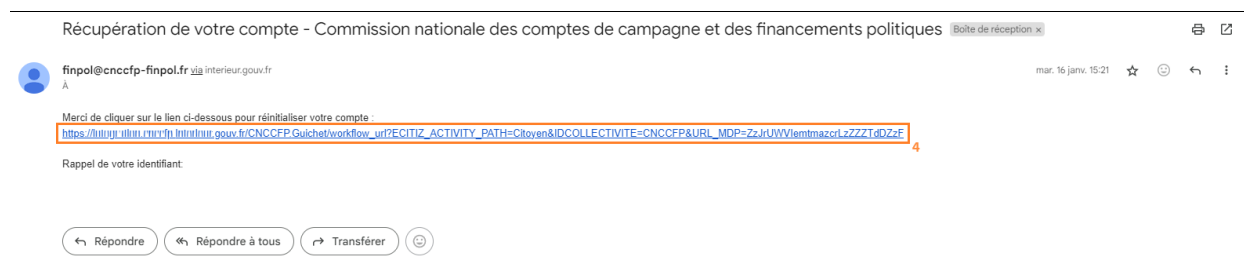 Récupération de votre compte - Commission nationale des comptes de campagne et des financements politiques Boîte de réception ×
finpol@cnccfp-finpol.fr via interieur.gouv.fr mar. 16 janv. 15:21
À
Merci de cliquer sur le lien ci-dessous pour réinitialiser votre compte :
.gouv.fr/CNCCFP.Guichet/workflow_url?ECITIZ_ACTIVITY_PATH=Citoyen&IDCOLLECTIVITE=CNCCFP&URL_MDP=ZzJrUWVIemtmazcrLzZZZTdDZzF
4
Rappel de votre identifiant:
Répondre Répondre à tous Transférer